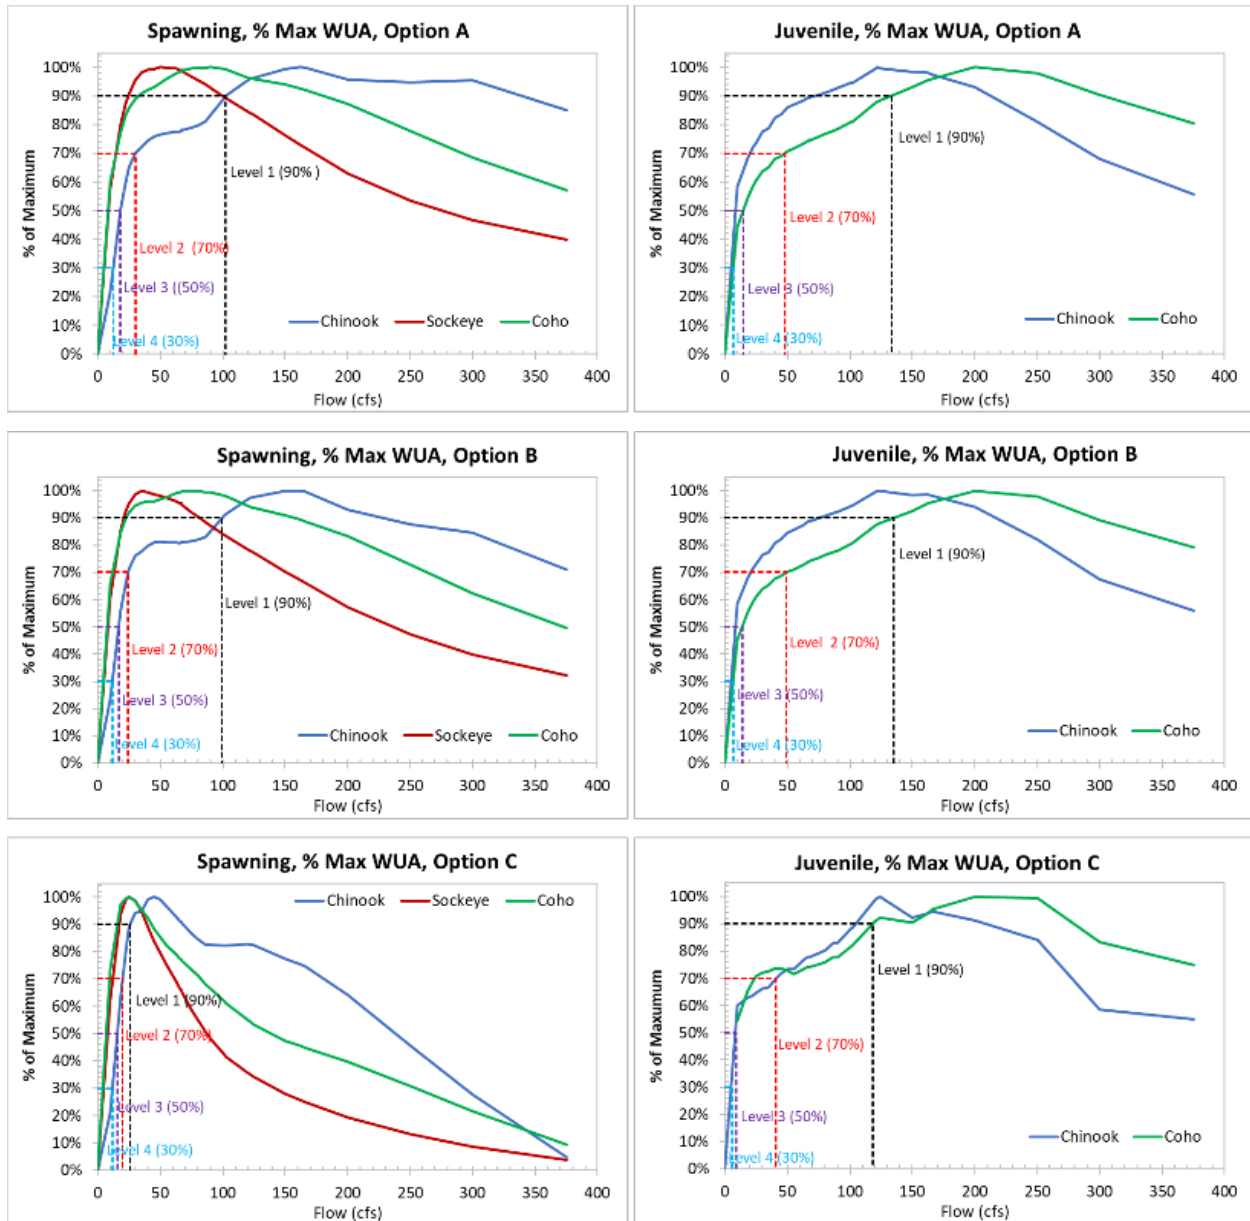 Spawning, % Max WUA, Option A
% of Maximum
100%
90%
80%
70%
60%
50%
40%
30%
20%
10%
0%
Level 1 (90% )
Level 2 (70%)
Level 3 ((50%)
Level 4 (30%)
Chinook Sockeye Coho
0 50 100 150 200 250 300 350 400
Flow (cfs)
Juvenile, % Max WUA, Option A
% of Maximum
100%
90%
80%
70%
60%
50%
40%
30%
20%
10%
0%
Level 1 (90%)
Level 2 (70%)
Level 3 (50%)
Level 4 (30%)
Chinook Coho
0 50 100 150 200 250 300 350 400
Flow (cfs)
Spawning, % Max WUA, Option B
% of Maximum
100%
90%
80%
70%
60%
50%
40%
30%
20%
10%
0%
Level 1 (90%)
Level 2 (70%)
Level 3 (50%)
Level 4 (30%)
Chinook Sockeye Coho
0 50 100 150 200 250 300 350 400
Flow (cfs)
Juvenile, % Max WUA, Option B
% of Maximum
100%
90%
80%
70%
60%
50%
40%
30%
20%
10%
0%
Level 1 (90%)
Level 2 (70%)
Level 3 (50%)
Level 4 (30%)
Chinook Coho
0 50 100 150 200 250 300 350 400
Flow (cfs)
Spawning, % Max WUA, Option C
Chinook Sockeye Coho
% of Maximum
100%
90%
80%
70%
60%
50%
40%
30%
20%
10%
0%
Level 1 (90%)
Level 2 (70%)
Level 3 (50%)
Level 4 (30%)
0 50 100 150 200 250 300 350 400
Flow (cfs)
Juvenile, % Max WUA, Option C
% of Maxumum
100%
90%
80%
70%
60%
50%
40%
30%
20%
10%
0%
Level 1 (90%)
Level 2 (70%)
Level 3 (50%)
Level 4 (30%)
Chinook Coho
0 50 100 150 200 250 300 350 400
Flow (cfs)